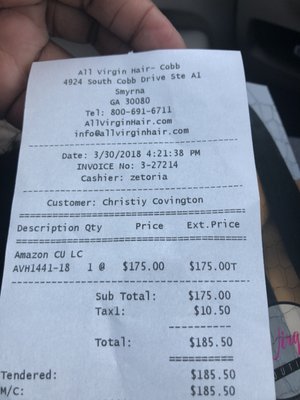 All Virgin Hair- Cobb
4924 South Cobb Drive Ste A1
Smyrna
GA 30080
Tel: 800-691-6711
AllVirginHair.com
info@allvirginhair.com
Date: 3/30/2018 4:21:38 PM
INVOICE No: 3-27214
Cashier: zetoria
Customer: Christiy Covington
Description Qty Price Ext.Price
Amazon CU LC
AVH1441-18 1 @ $175.00 $175.00T
Sub Total: $175.00
Tax1: $10.50
Total: $185.50
Tendered: $185.50
M/C: $185.50